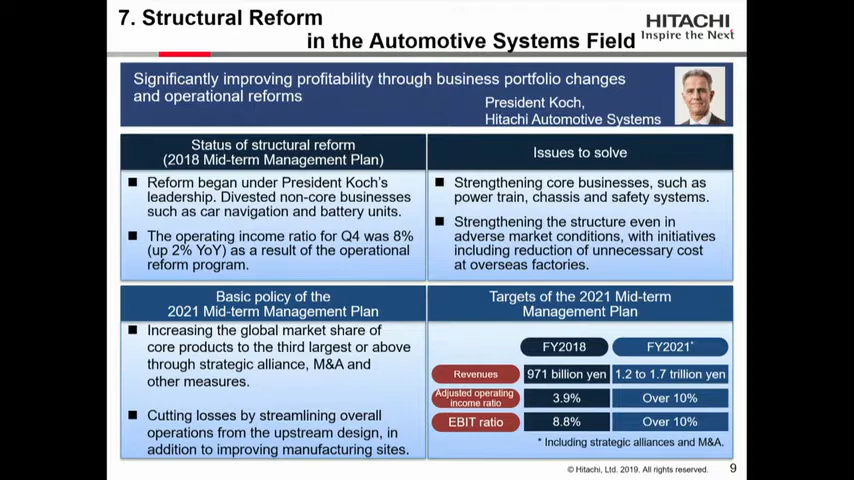 7. Structural Reform
in the Automotive Systems Field
HITACHI
Inspire the Next
Significantly improving profitability through business portfolio changes
and operational reforms
President Koch,
Hitachi Automotive Systems
Status of structural reform
(2018 Mid-term Management Plan)
■ Reform began under President Koch's
leadership. Divested non-core businesses
such as car navigation and battery units.
■ The operating income ratio for Q4 was 8%
(up 2% YoY) as a result of the operational
reform program.
Issues to solve
■ Strengthening core businesses, such as
power train, chassis and safety systems.
■ Strengthening the structure even in
adverse market conditions, with initiatives
including reduction of unnecessary cost
at overseas factories.
Basic policy of the
2021 Mid-term Management Plan
■ Increasing the global market share of
core products to the third largest or above
through strategic alliance, M&A and
other measures.
■ Cutting losses by streamlining overall
operations from the upstream design, in
addition to improving manufacturing sites.
Targets of the 2021 Mid-term
Management Plan
FY2018 FY2021*
Revenues 971 billion yen 1.2 to 1.7 trillion yen
Adjusted operating
income ratio 3.9% Over 10%
EBIT ratio 8.8% Over 10%
* Including strategic alliances and M&A.
© Hitachi, Ltd. 2019. All rights reserved. 9